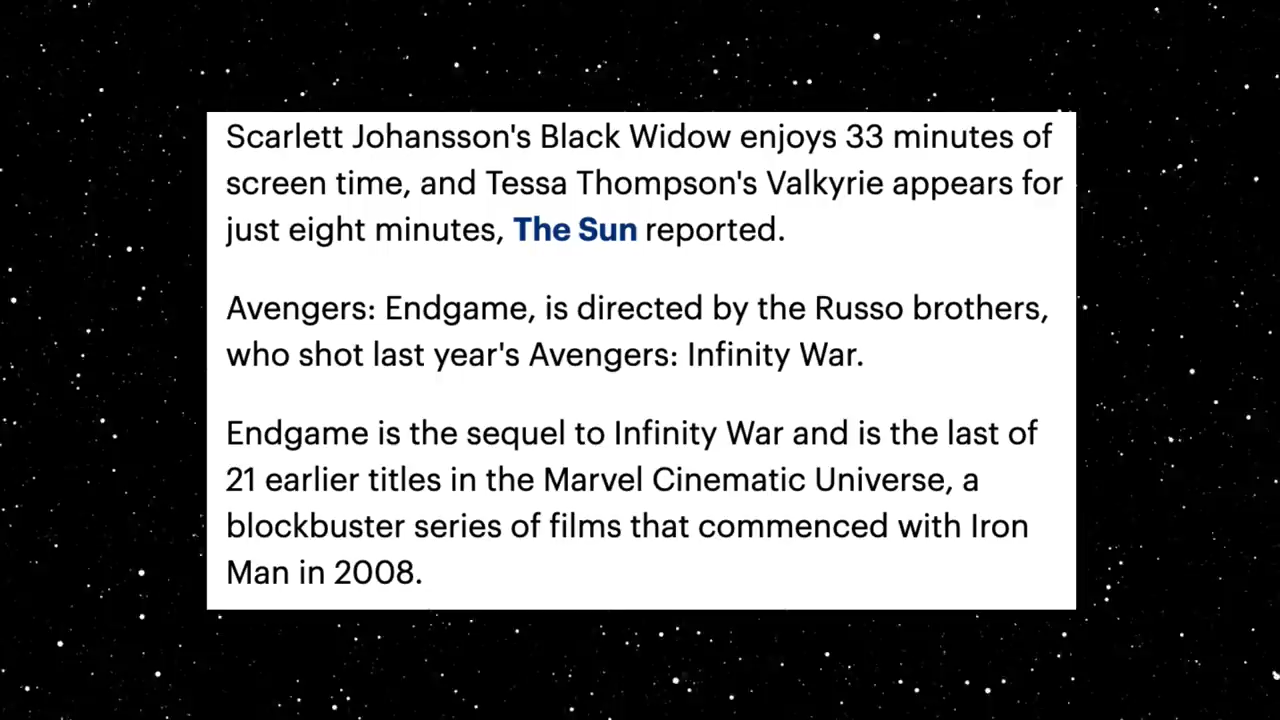 Scarlett Johansson's Black Widow enjoys 33 minutes of
screen time, and Tessa Thompson's Valkyrie appears for
just eight minutes, The Sun reported.
Avengers: Endgame, is directed by the Russo brothers,
who shot last year's Avengers: Infinity War.
Endgame is the sequel to Infinity War and is the last of
21 earlier titles in the Marvel Cinematic Universe, a
blockbuster series of films that commenced with Iron
Man in 2008.